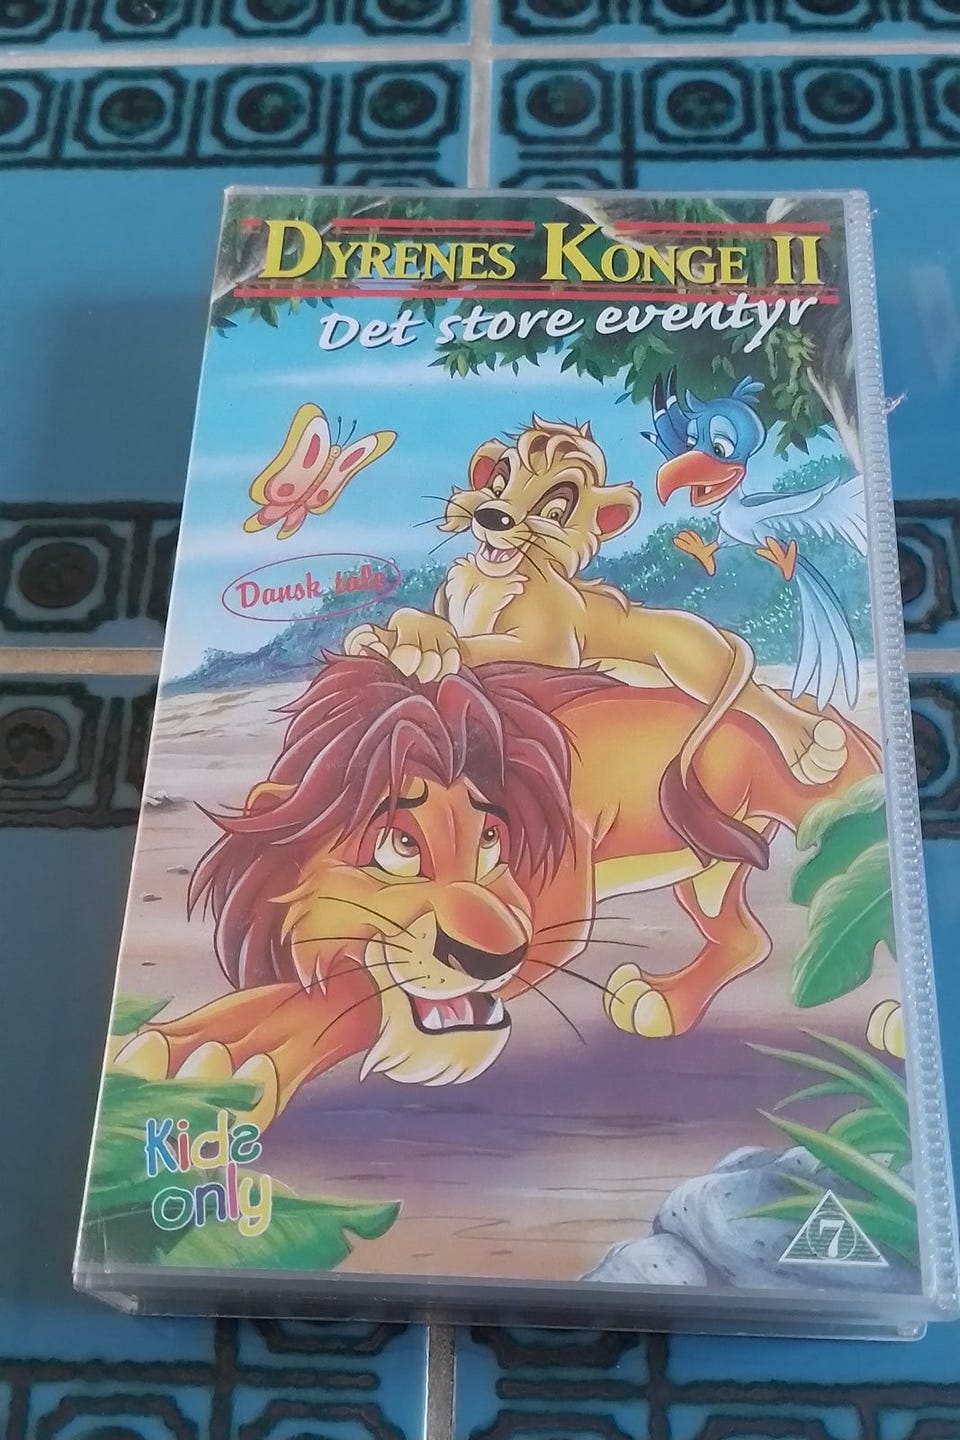 DYRENES KONGE II
Det store eventyr
Dansk tale
Kids
only
7